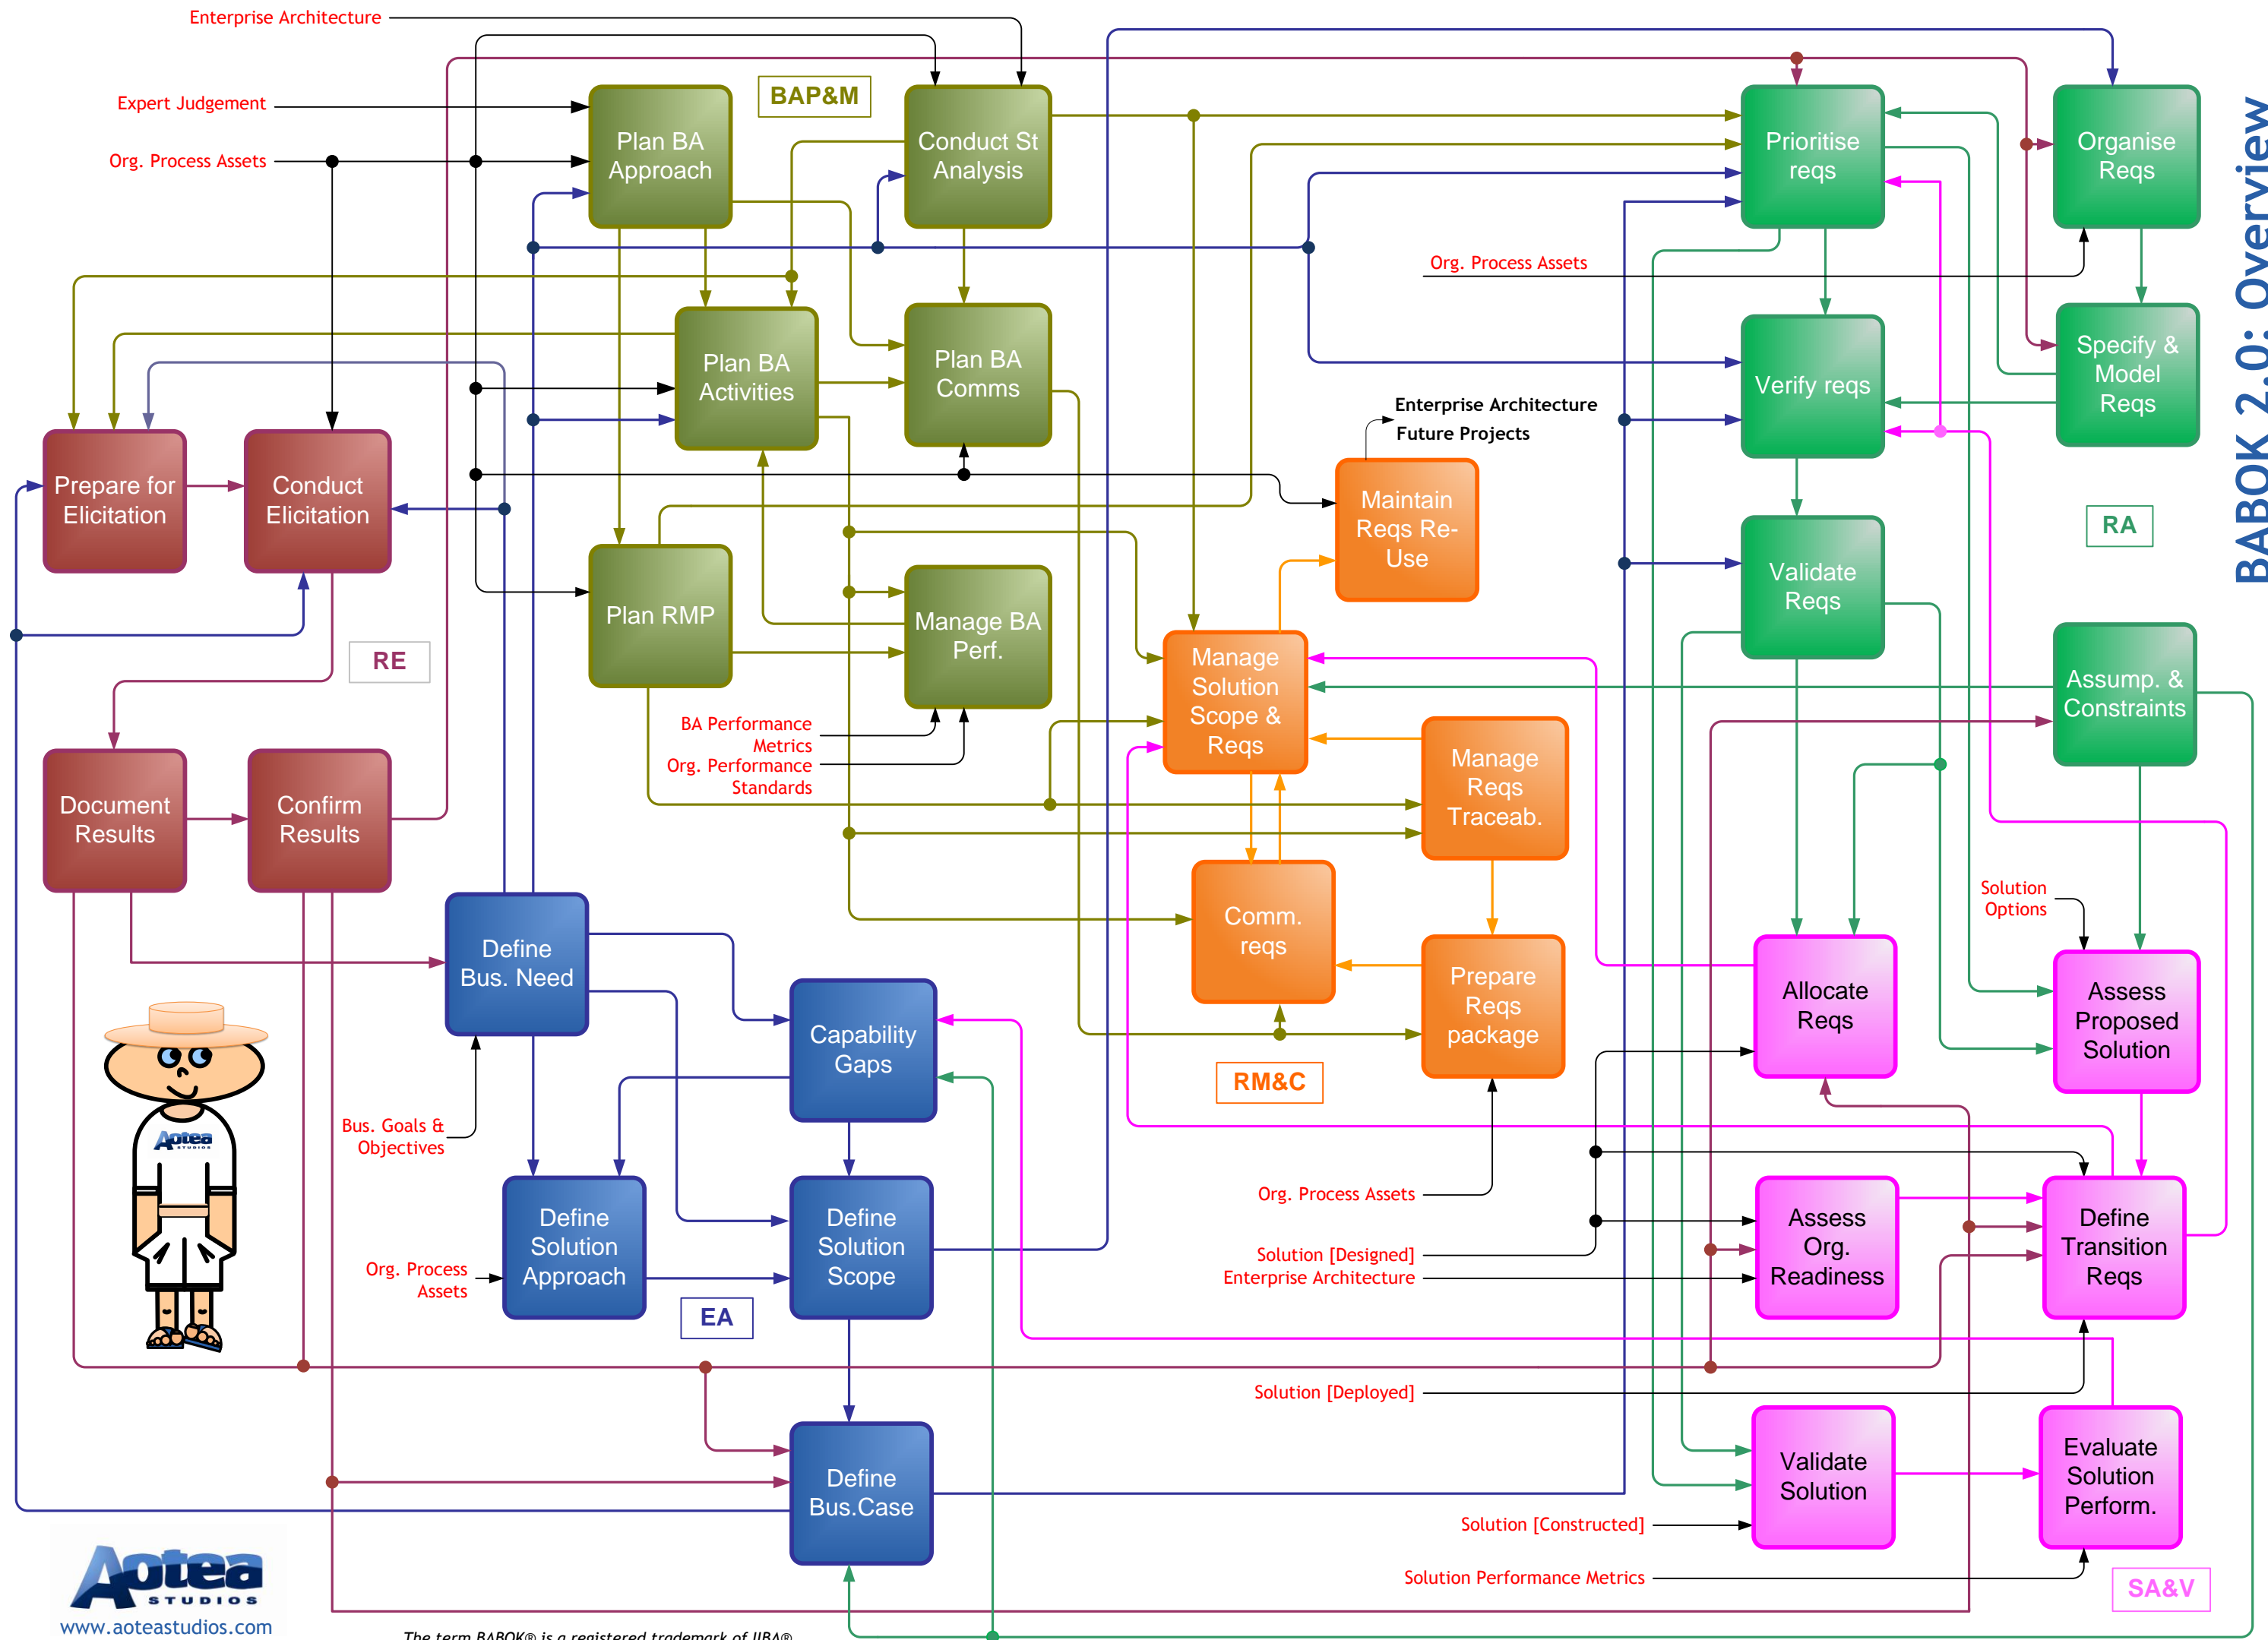 Enterprise Architecture
Expert Judgement
Org. Process Assets
BAP&M
Plan BA
Approach
Conduct St
Analysis
Prioritise
reqs
Organise
Reqs
BABOK 2.0: Overview
Org. Process Assets
Plan BA
Activities
Plan BA
Comms
Verify reqs
Specify &
Model
Reqs
Enterprise Architecture
Future Projects
Prepare for
Elicitation
Conduct
Elicitation
Maintain
Reqs Re-
Use
RA
Validate
Reqs
Plan RMP
Manage BA
Perf.
RE
Manage
Solution
Scope &
Reqs
Assump. &
Constraints
BA Performance
Metrics
Org. Performance
Standards
Manage
Reqs
Traceab.
Document
Results
Confirm
Results
Solution
Options
Define
Bus. Need
Comm.
reqs
Prepare
Reqs
package
Allocate
Reqs
Assess
Proposed
Solution
Capability
Gaps
RM&C
Bus. Goals &
Objectives
Aotea
STUDIOS
Org. Process Assets
Define
Solution
Approach
Define
Solution
Scope
Assess
Org.
Readiness
Define
Transition
Reqs
Solution [Designed]
Enterprise Architecture
Org. Process
Assets
EA
Solution [Deployed]
Define
Bus.Case
Validate
Solution
Evaluate
Solution
Perform.
Solution [Constructed]
Solution Performance Metrics
SA&V
Aotea
STUDIOS
www.aoteastudios.com
The term BABOK® is a registered trademark of IIBA®